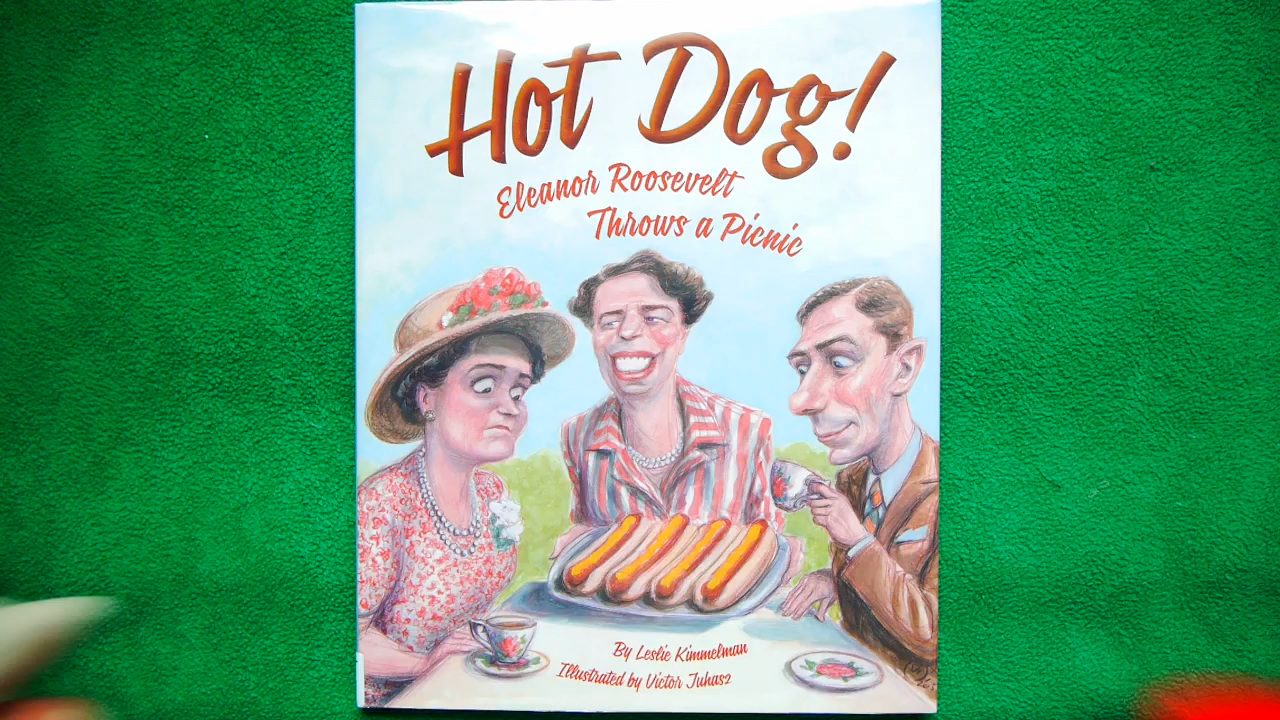 Hot Dog!
Eleanor Roosevelt
Throws a Picnic
By Leslie Kimmelman
Illustrated by Victor Juhasz